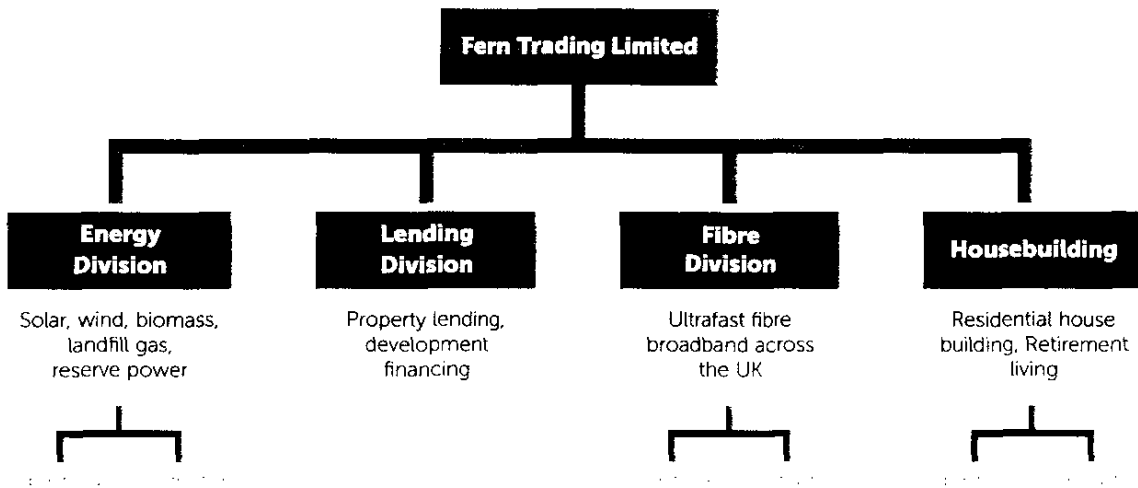 Fern Trading Limited
Energy
Division
Solar, wind, biomass,
landfill gas,
reserve power
Lending
Division
Property lending,
development
financing
Fibre
Division
Ultrafast fibre
broadband across
the UK
Housebuilding
Residential house
building, Retirement
living